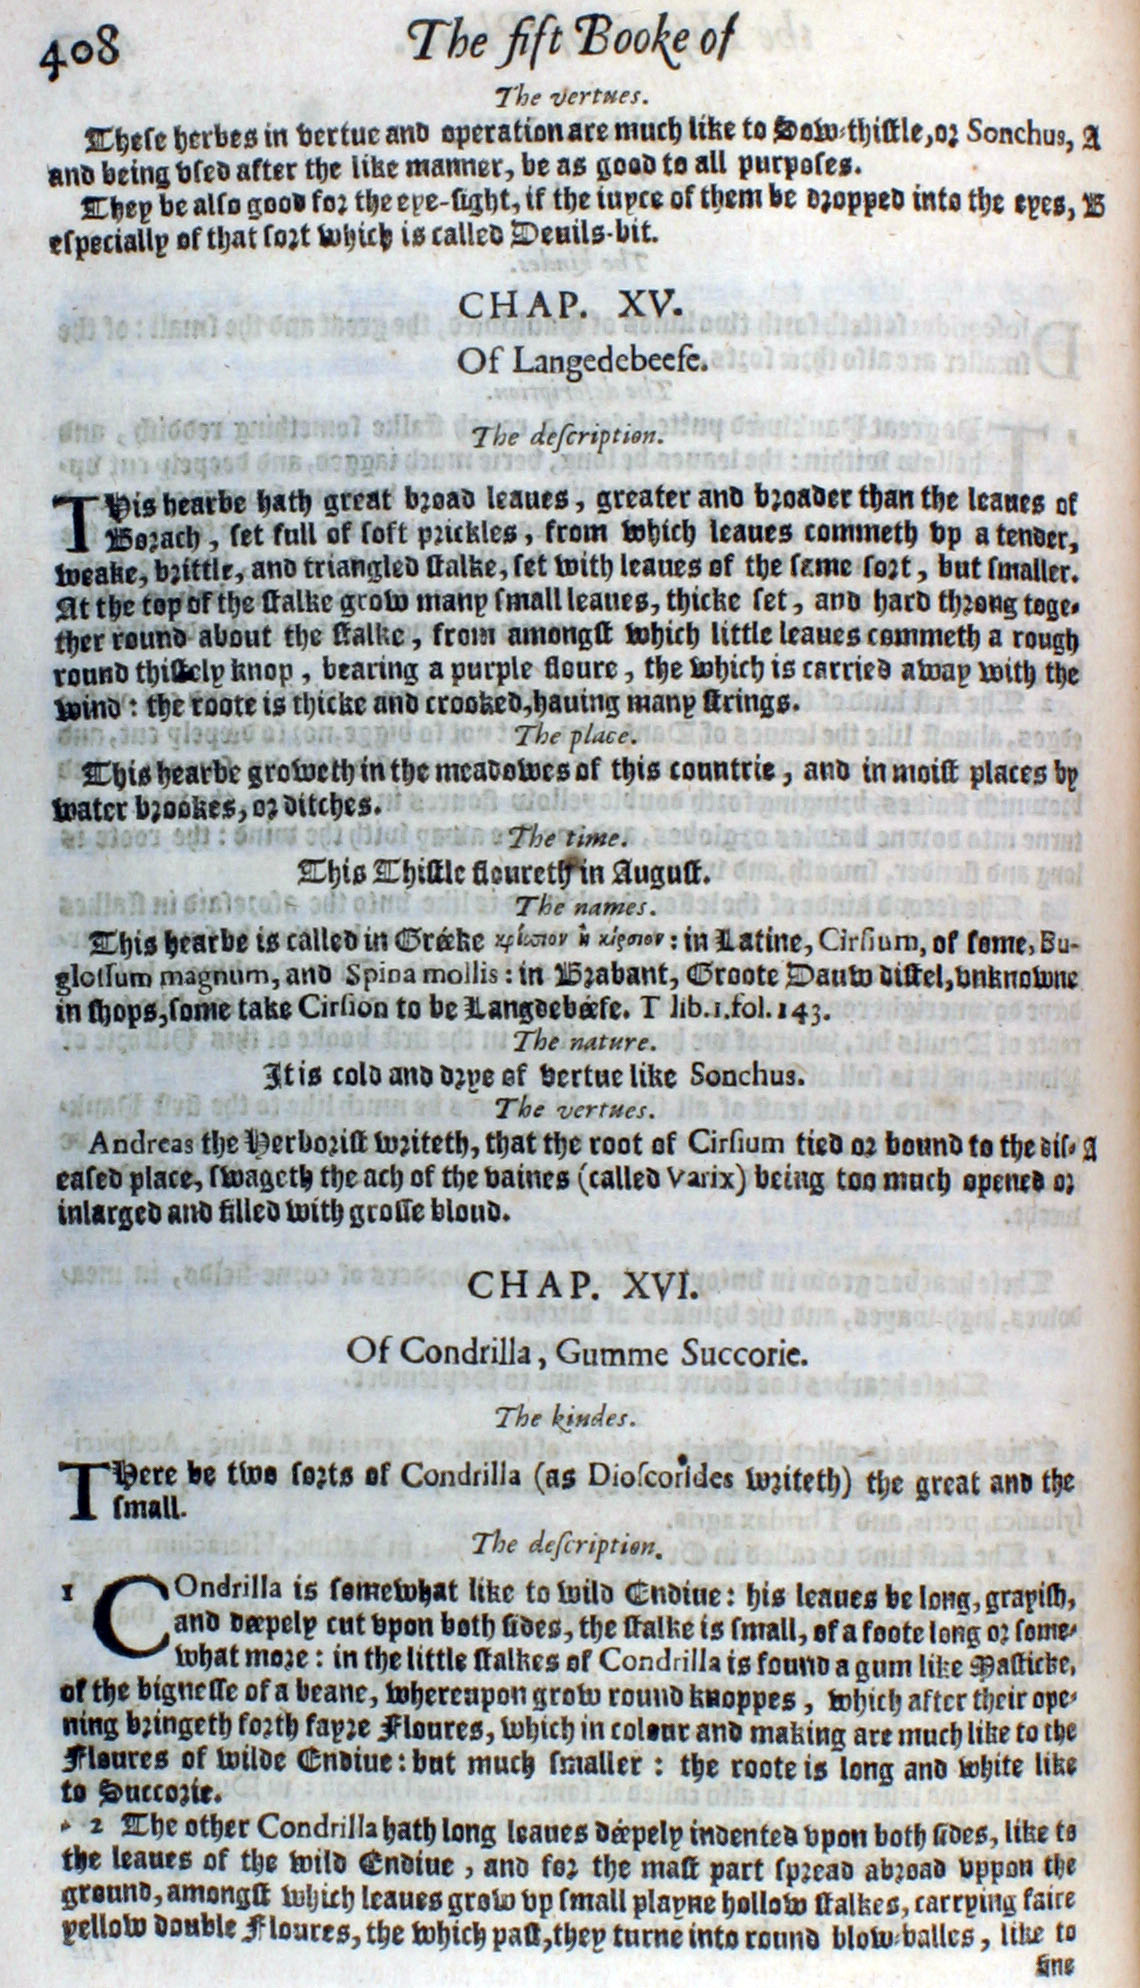 408 The fift Booke of
The vertues.
These herbes in vertue and operation are much like to Sow-thistle, or Sonchus, A
and being vsed after the like manner, be as good to all purposes.
They be also good for the eye-sight, if the iuyce of them be dropped into the eyes, B
especially of that sort which is called Deuils-bit.
CHAP. XV.
Of Langedebeefe.
The description.
THis hearbe hath great broad leaues, greater and broader than the leaues of
Borach, set full of soft prickles, from which leaues commeth vp a tender,
weake, brittle, and triangled stalke, set with leaues of the same sort, but smaller.
At the top of the stalke grow many small leaues, thicke set, and hard throng toge-
ther round about the stalke, from amongst which little leaues commeth a rough
round thistely knop, bearing a purple floure, the which is carried away with the
wind: the roote is thicke and crooked, hauing many strings.
The place.
This hearbe groweth in the meadowes of this countrie, and in moist places by
water brookes, or ditches.
The time.
This Thistle floureth in August.
The names.
This hearbe is called in Greeke κρίσιον ἢ κίρσιον: in Latine, Cirsium, of some, Bu-
glossum magnum, and Spina mollis: in Brabant, Groote Dauw distel, vnknowne
in shops, some take Cirsion to be Langdebeefe. T lib.1.fol.143.
The nature.
It is cold and drye of vertue like Sonchus.
The vertues.
Andreas the Herborist writeth, that the root of Cirsium tied or bound to the dis- A
eased place, swageth the ach of the vaines (called Varix) being too much opened or
inlarged and filled with grosse bloud.
CHAP. XVI.
Of Condrilla, Gumme Succorie.
The kindes.
THere be two sorts of Condrilla (as Dioscorides writeth) the great and the
small.
The description.
1 COndrilla is somewhat like to wild Endiue: his leaues be long, grayish,
and deepely cut vpon both sides, the stalke is small, of a foote long or some-
what more: in the little stalkes of Condrilla is found a gum like Masticke,
of the bignesse of a beane, whereupon grow round knoppes, which after their ope-
ning bringeth forth fayre Floures, which in colour and making are much like to the
Floures of wilde Endiue: but much smaller: the roote is long and white like
to Succorie.
2 The other Condrilla hath long leaues deepely indented vpon both sides, like to
the leaues of the wild Endiue, and for the mast part spread abroad vppon the
ground, amongst which leaues grow vp small playne hollow stalkes, carrying faire
yellow double Floures, the which past, they turne into round blow-balles, like to
fine